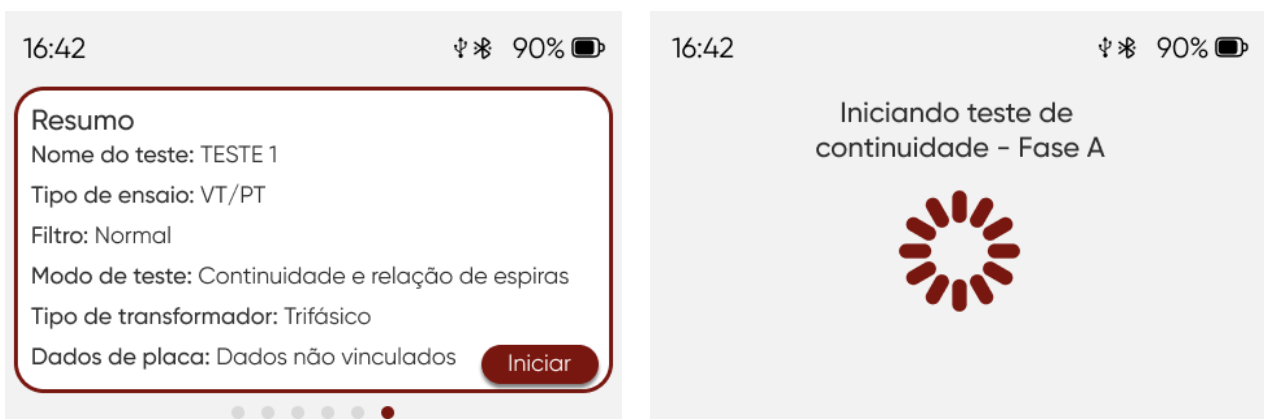 16:42
90%
Resumo
Nome do teste: TESTE 1
Tipo de ensaio: VT/PT
Filtro: Normal
Modo de teste: Continuidade e relação de espiras
Tipo de transformador: Trifásico
Dados de placa: Dados não vinculados
Iniciar
16:42
90%
Iniciando teste de
continuidade - Fase A